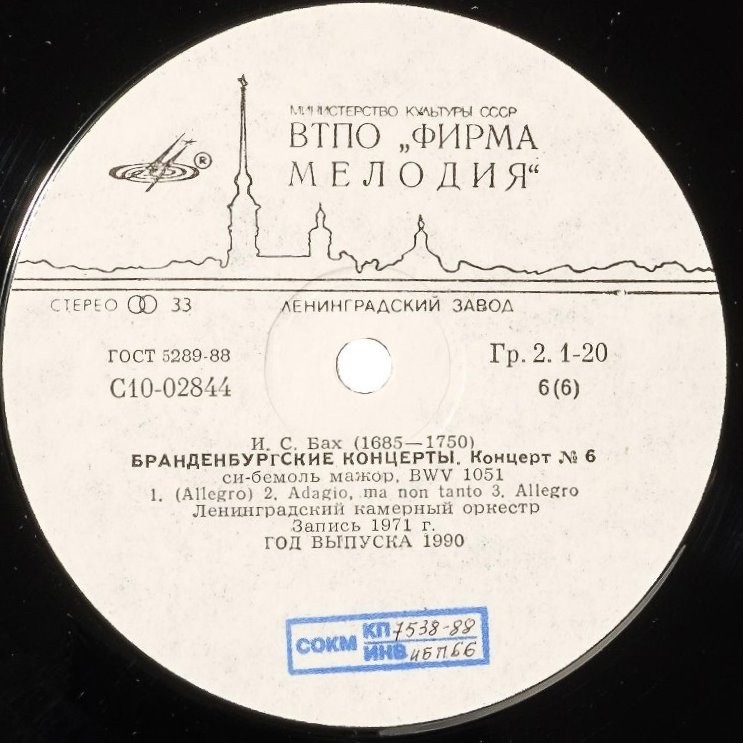 МИНИСТЕРСТВО КУЛЬТУРЫ СССР
ВТПО „ФИРМА
МЕЛОДИЯ“
®
СТЕРЕО 33 ЛЕНИНГРАДСКИЙ ЗАВОД
ГОСТ 5289-88 Гр. 2. 1-20
С10-02844 6(6)
И. С. Бах (1685—1750)
БРАНДЕНБУРГСКИЕ КОНЦЕРТЫ. Концерт № 6
си-бемоль мажор, BWV 1051
1. (Allegro) 2. Adagio, ma non tanto 3. Allegro
Ленинградский камерный оркестр
Запись 1971 г.
ГОД ВЫПУСКА 1990
СОКМ КП 7538-88
ИНВ ИБП66